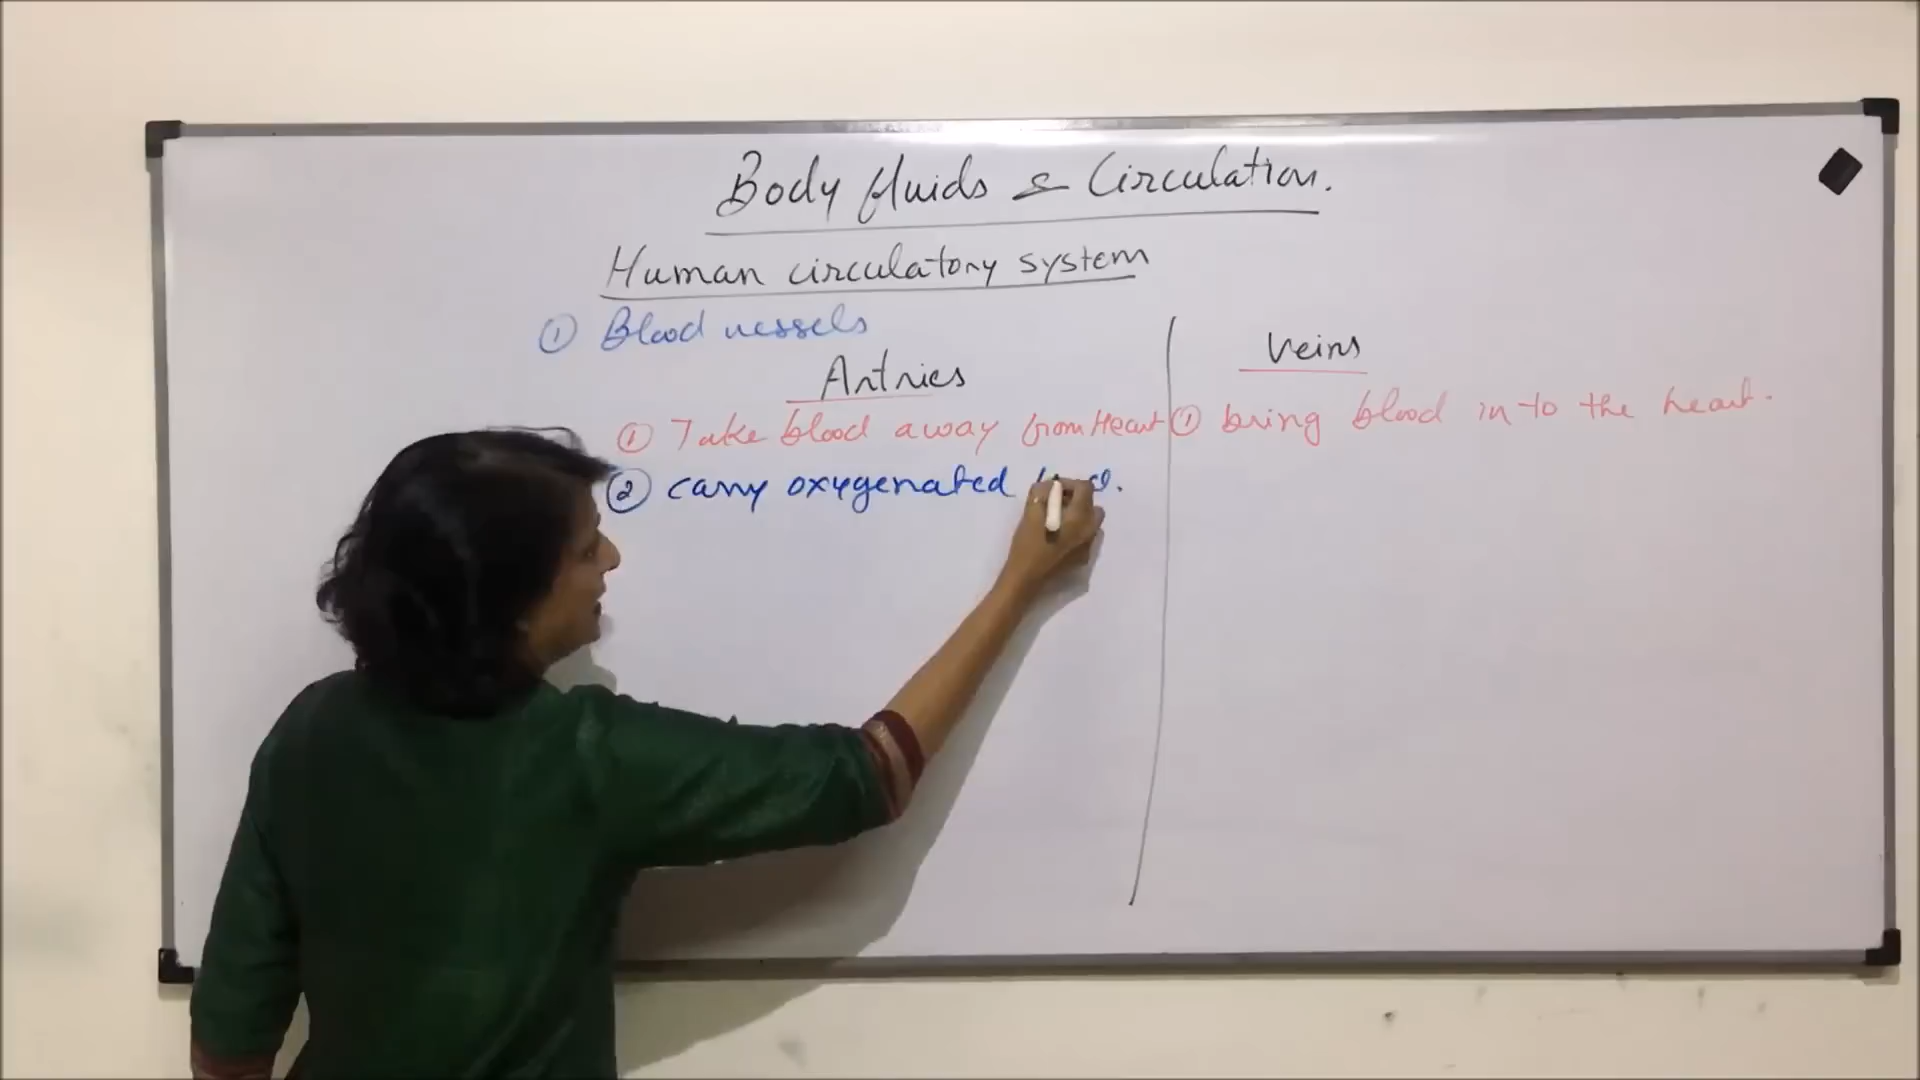 Body fluids & Circulation.
Human circulatory system
① Blood vessels
Artries
① Take blood away from Heart
② carry oxygenated
Veins
① bring blood in to the heart.